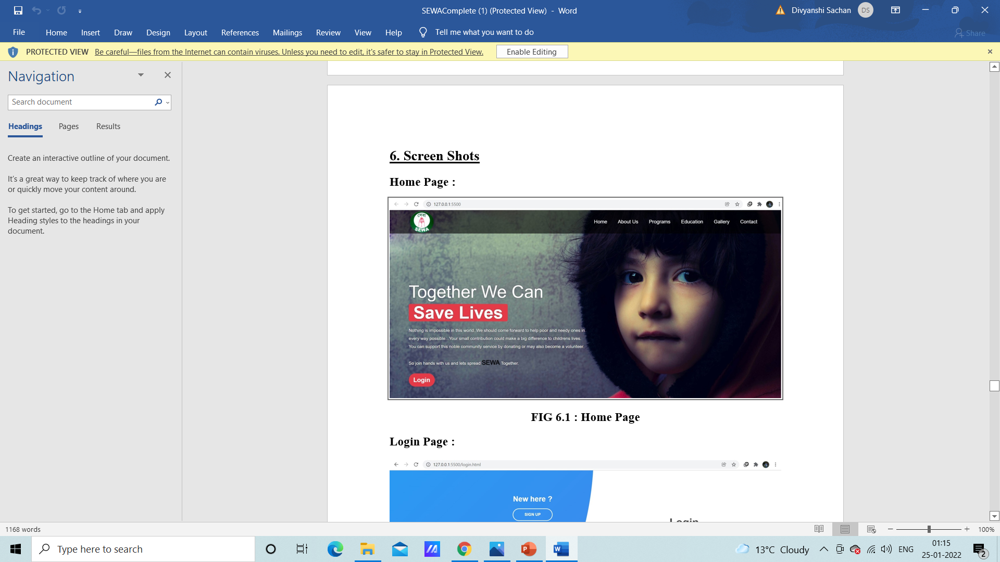 SEWAComplete (1) (Protected View) - Word
Divyanshi Sachan
DS
File
Home
Insert
Draw
Design
Layout
References
Mailings
Review
View
Help
Tell me what you want to do
Share
PROTECTED VIEW
Be careful—files from the Internet can contain viruses. Unless you need to edit, it's safer to stay in Protected View.
Enable Editing
Navigation
Search document
Headings
Pages
Results
Create an interactive outline of your document.
It's a great way to keep track of where you are
or quickly move your content around.
To get started, go to the Home tab and apply
Heading styles to the headings in your
document.
6. Screen Shots
Home Page :
127.0.0.1:5500
সেবা
SEWA
Home
About Us
Programs
Education
Gallery
Contact
Together We Can
Save Lives
Nothing is impossible in this world..We should come forward to help poor and needy ones in
every way possible...Your small contribution could make a big difference to childrens lives.
You can support this noble community service by donating or may also become a volunteer.
So join hands with us and lets spread SEWA Together.
Login
FIG 6.1 : Home Page
Login Page :
127.0.0.1:5500/login.html
New here ?
SIGN UP
Login
1168 words
100%
Type here to search
13°C Cloudy
ENG
01:15
25-01-2022
2